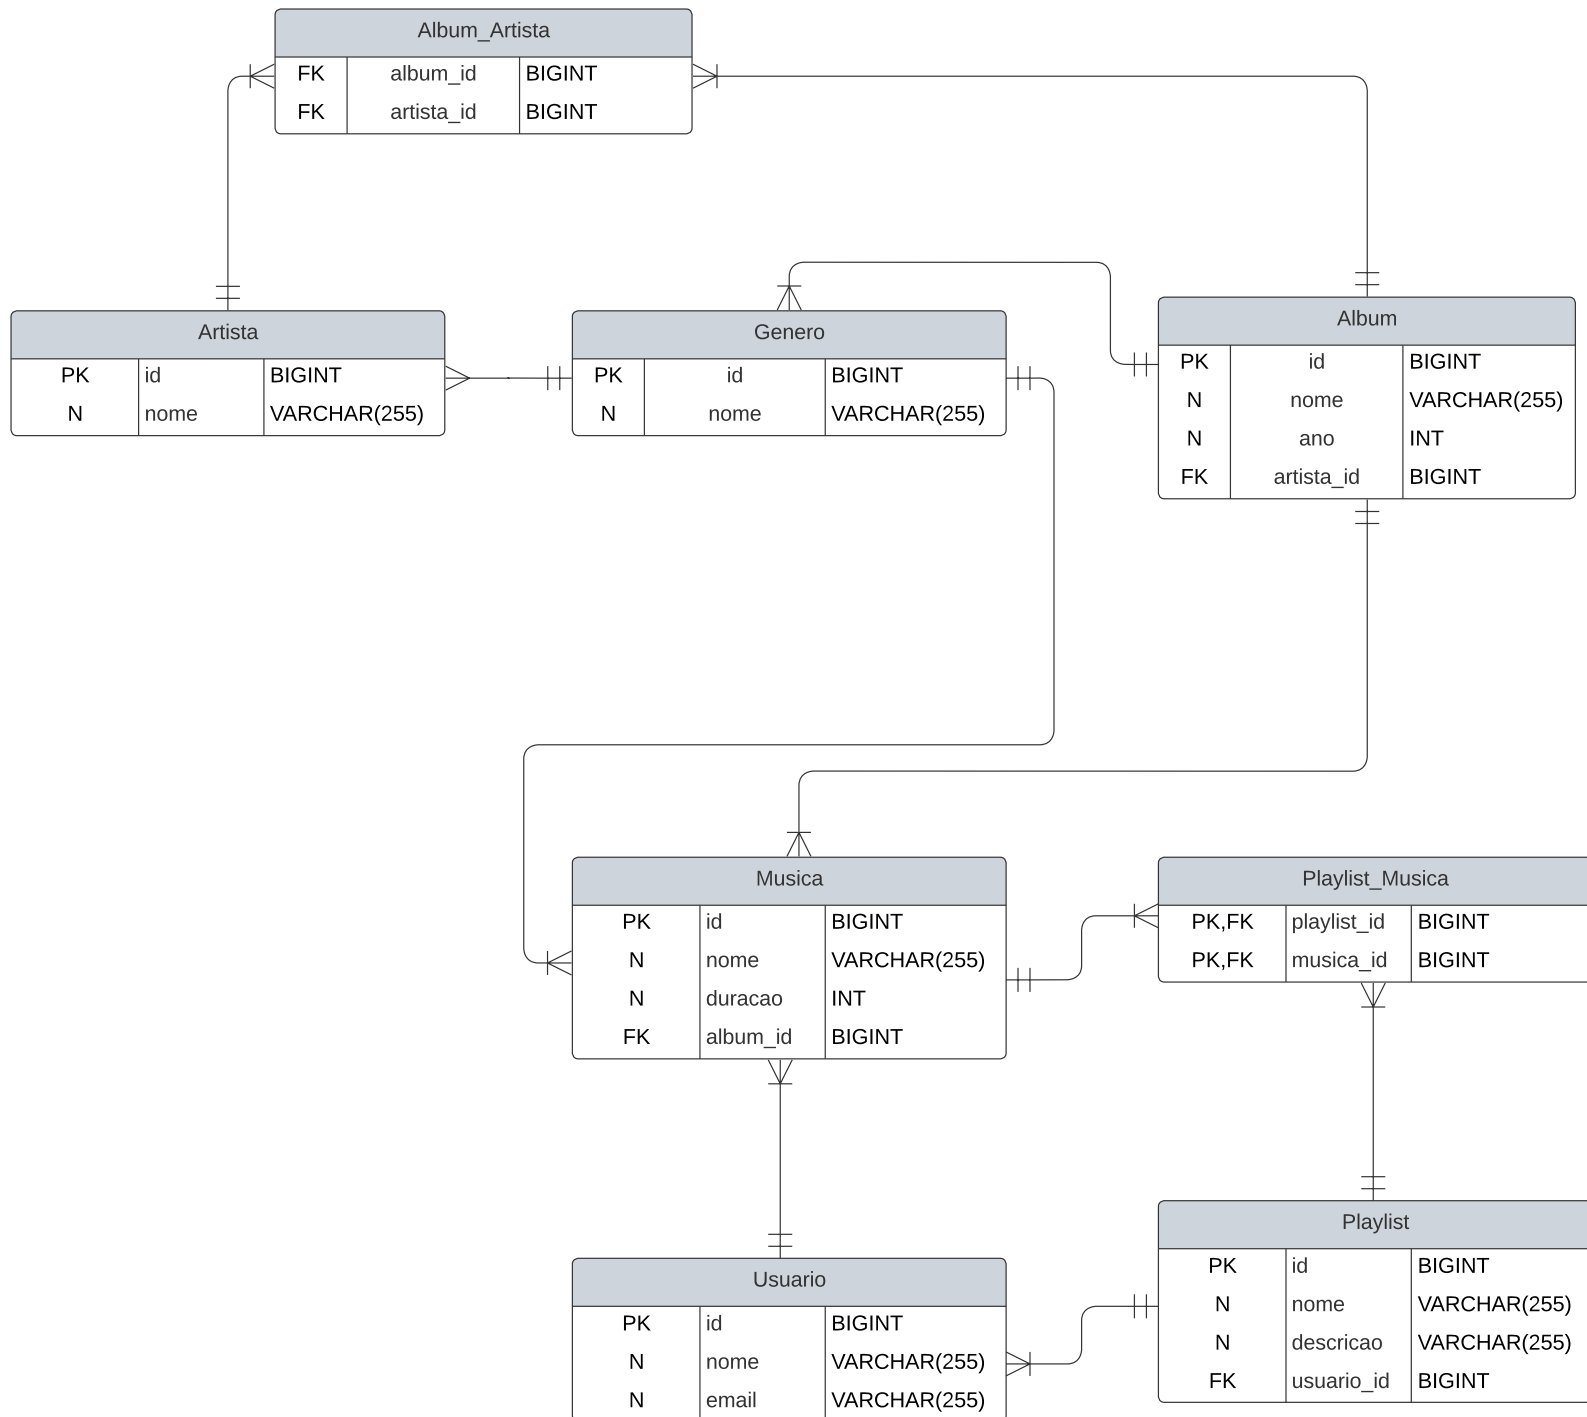 Album_Artista
FK album_id BIGINT
FK artista_id BIGINT
Artista
PK id BIGINT
N nome VARCHAR(255)
Genero
PK id BIGINT
N nome VARCHAR(255)
Album
PK id BIGINT
N nome VARCHAR(255)
N ano INT
FK artista_id BIGINT
Musica
PK id BIGINT
N nome VARCHAR(255)
N duracao INT
FK album_id BIGINT
Playlist_Musica
PK,FK playlist_id BIGINT
PK,FK musica_id BIGINT
Usuario
PK id BIGINT
N nome VARCHAR(255)
N email VARCHAR(255)
Playlist
PK id BIGINT
N nome VARCHAR(255)
N descricao VARCHAR(255)
FK usuario_id BIGINT